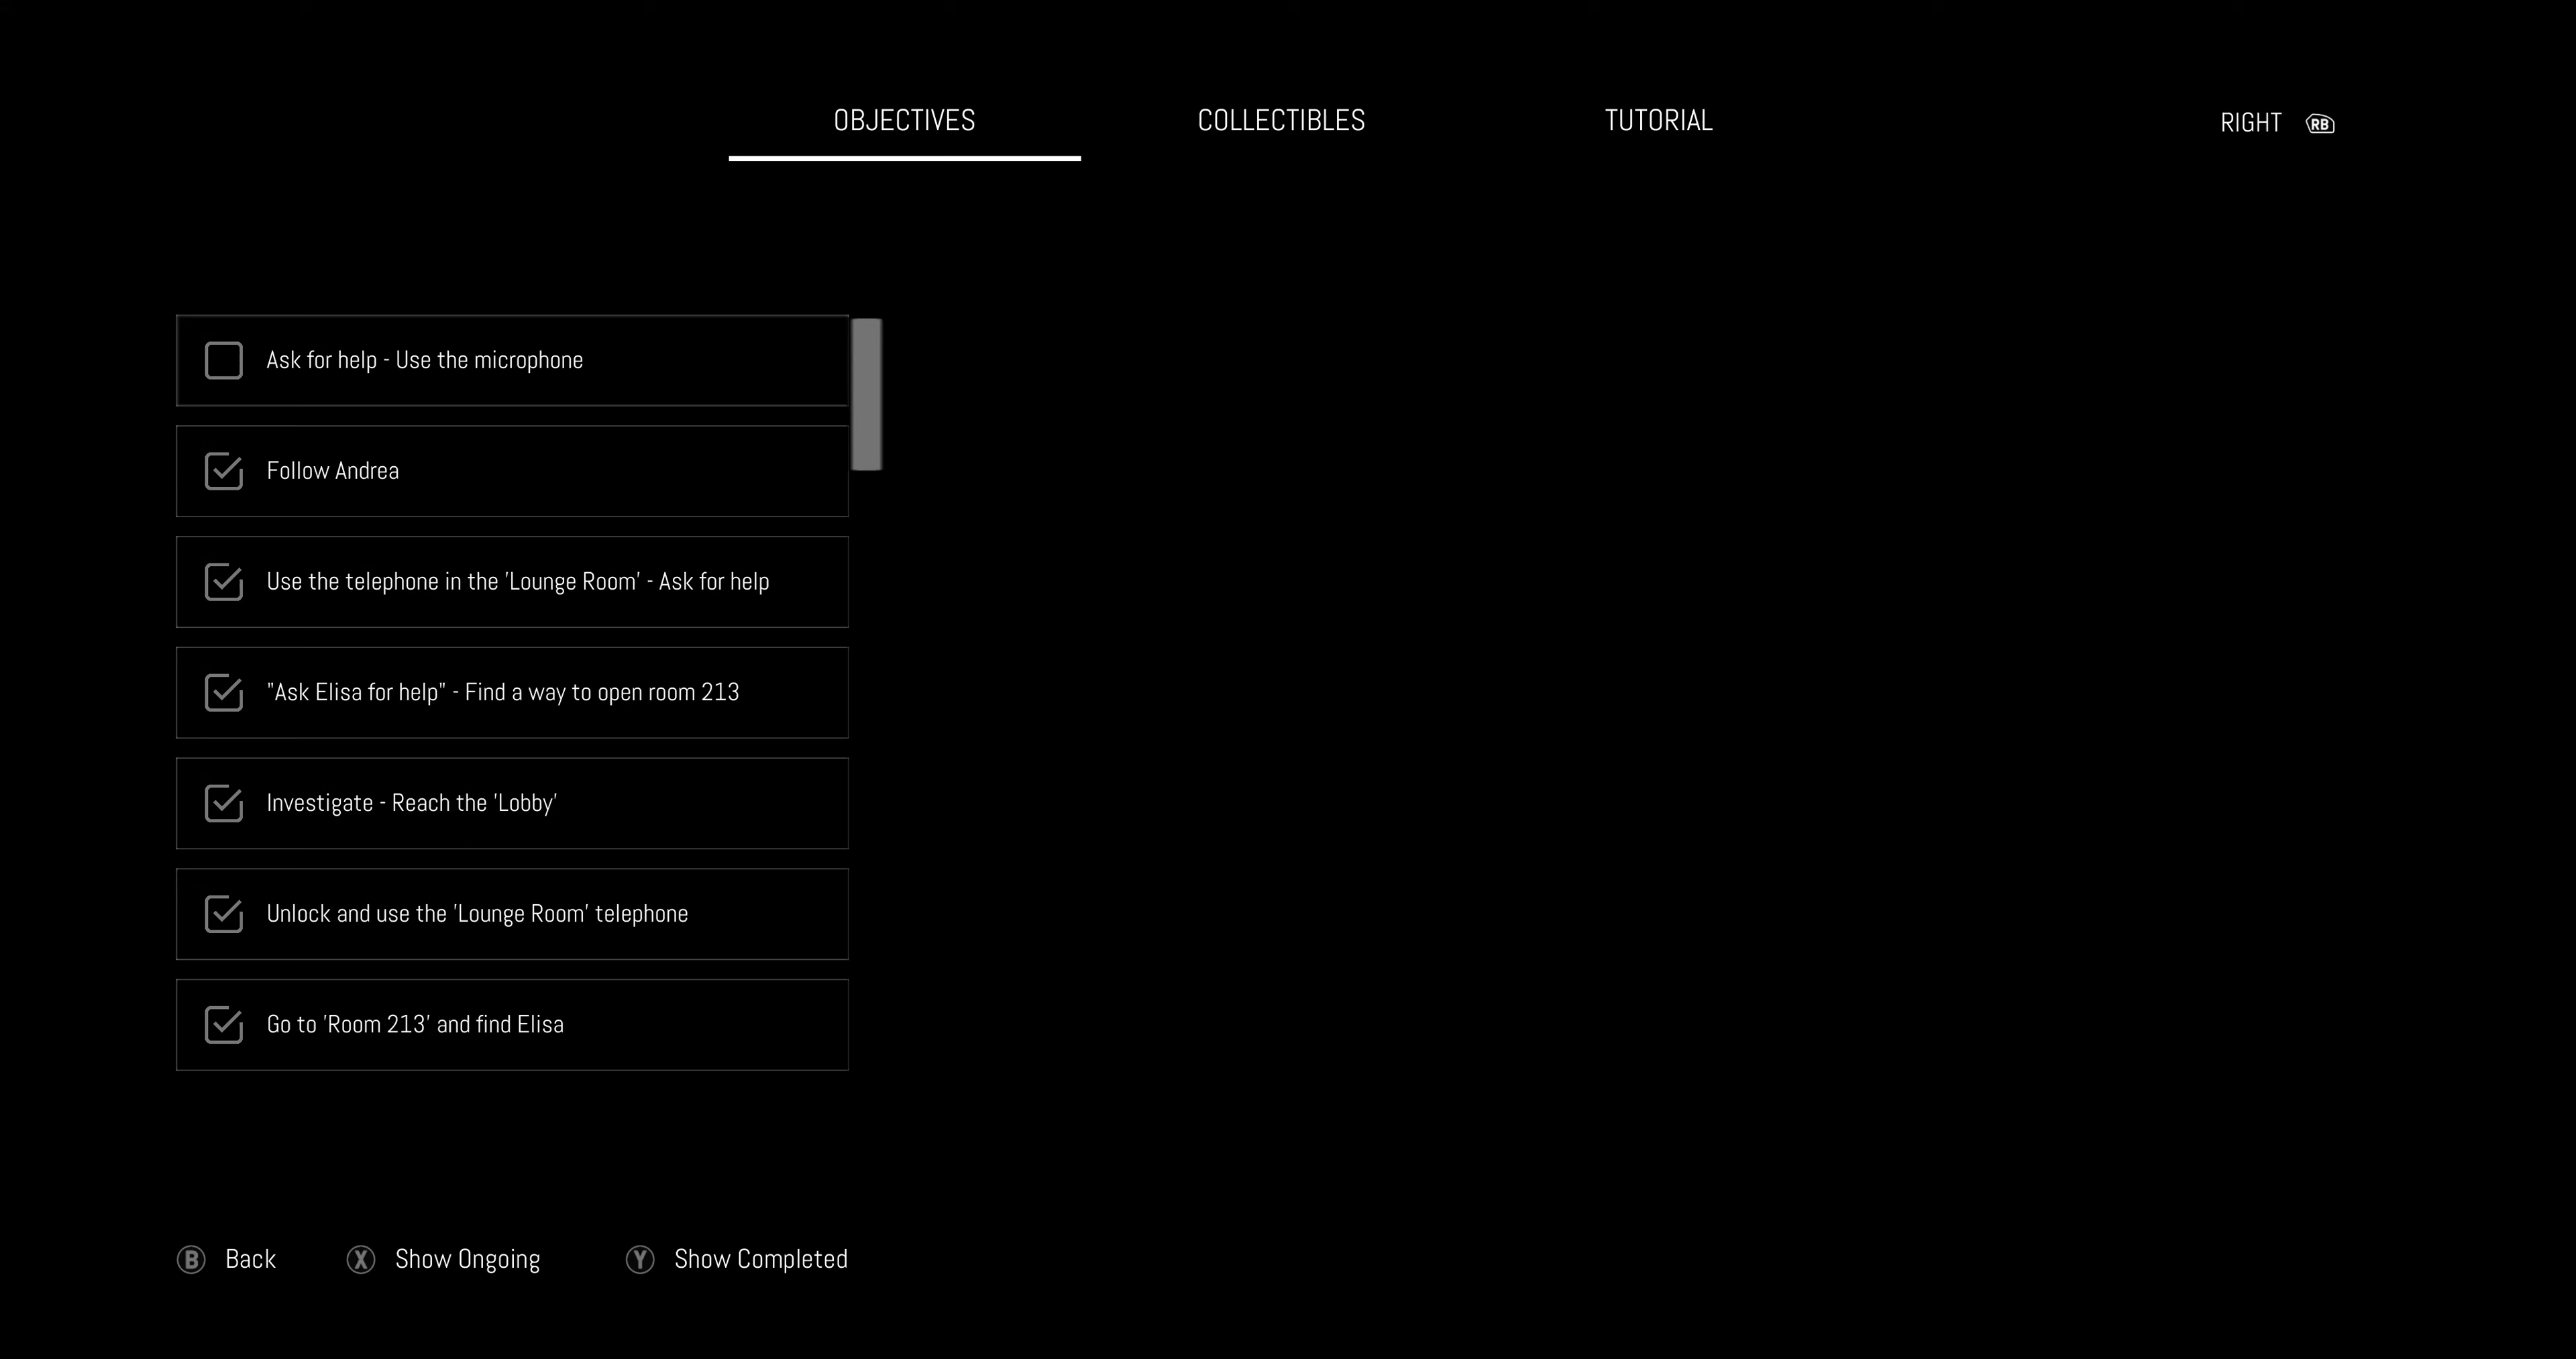 OBJECTIVES
COLLECTIBLES
TUTORIAL
RIGHT RB
Ask for help - Use the microphone
Follow Andrea
Use the telephone in the 'Lounge Room' - Ask for help
"Ask Elisa for help" - Find a way to open room 213
Investigate - Reach the 'Lobby'
Unlock and use the 'Lounge Room' telephone
Go to 'Room 213' and find Elisa
B Back
X Show Ongoing
Y Show Completed